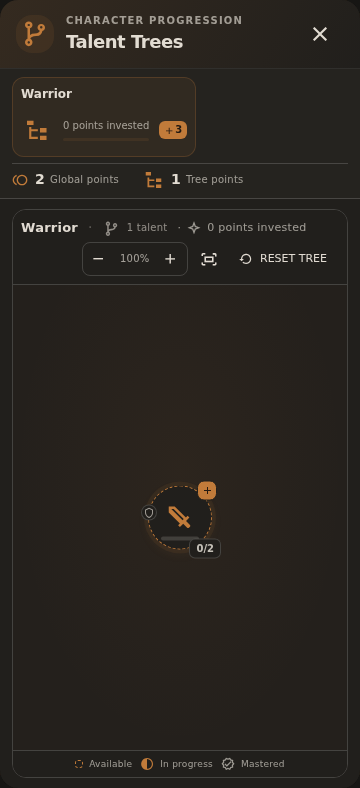 CHARACTER PROGRESSION
Talent Trees
Warrior
0 points invested
+3
2 Global points
1 Tree points
Warrior · 1 talent · 0 points invested
− 100% +
RESET TREE
+
0/2
Available
In progress
Mastered